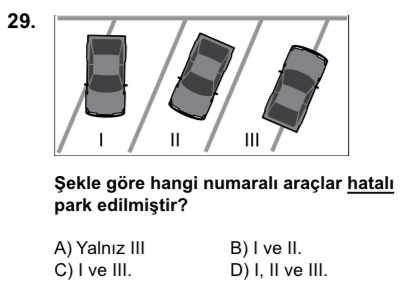 29.
I II III
Şekle göre hangi numaralı araçlar hatalı
park edilmiştir?
A) Yalnız III B) I ve II.
C) I ve III. D) I, II ve III.